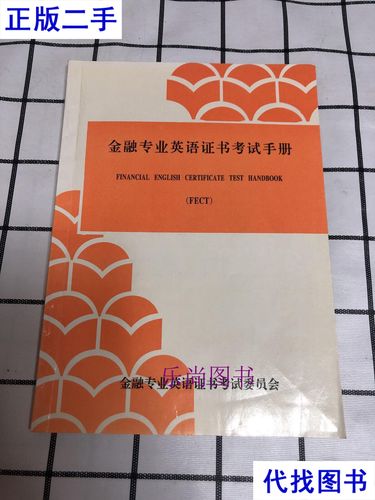 正版二手
金融专业英语证书考试手册
FINANCIAL ENGLISH CERTIFICATE TEST HANDBOOK
(FECT)
乐尚图书
金融专业英语证书考试委员会
代找图书